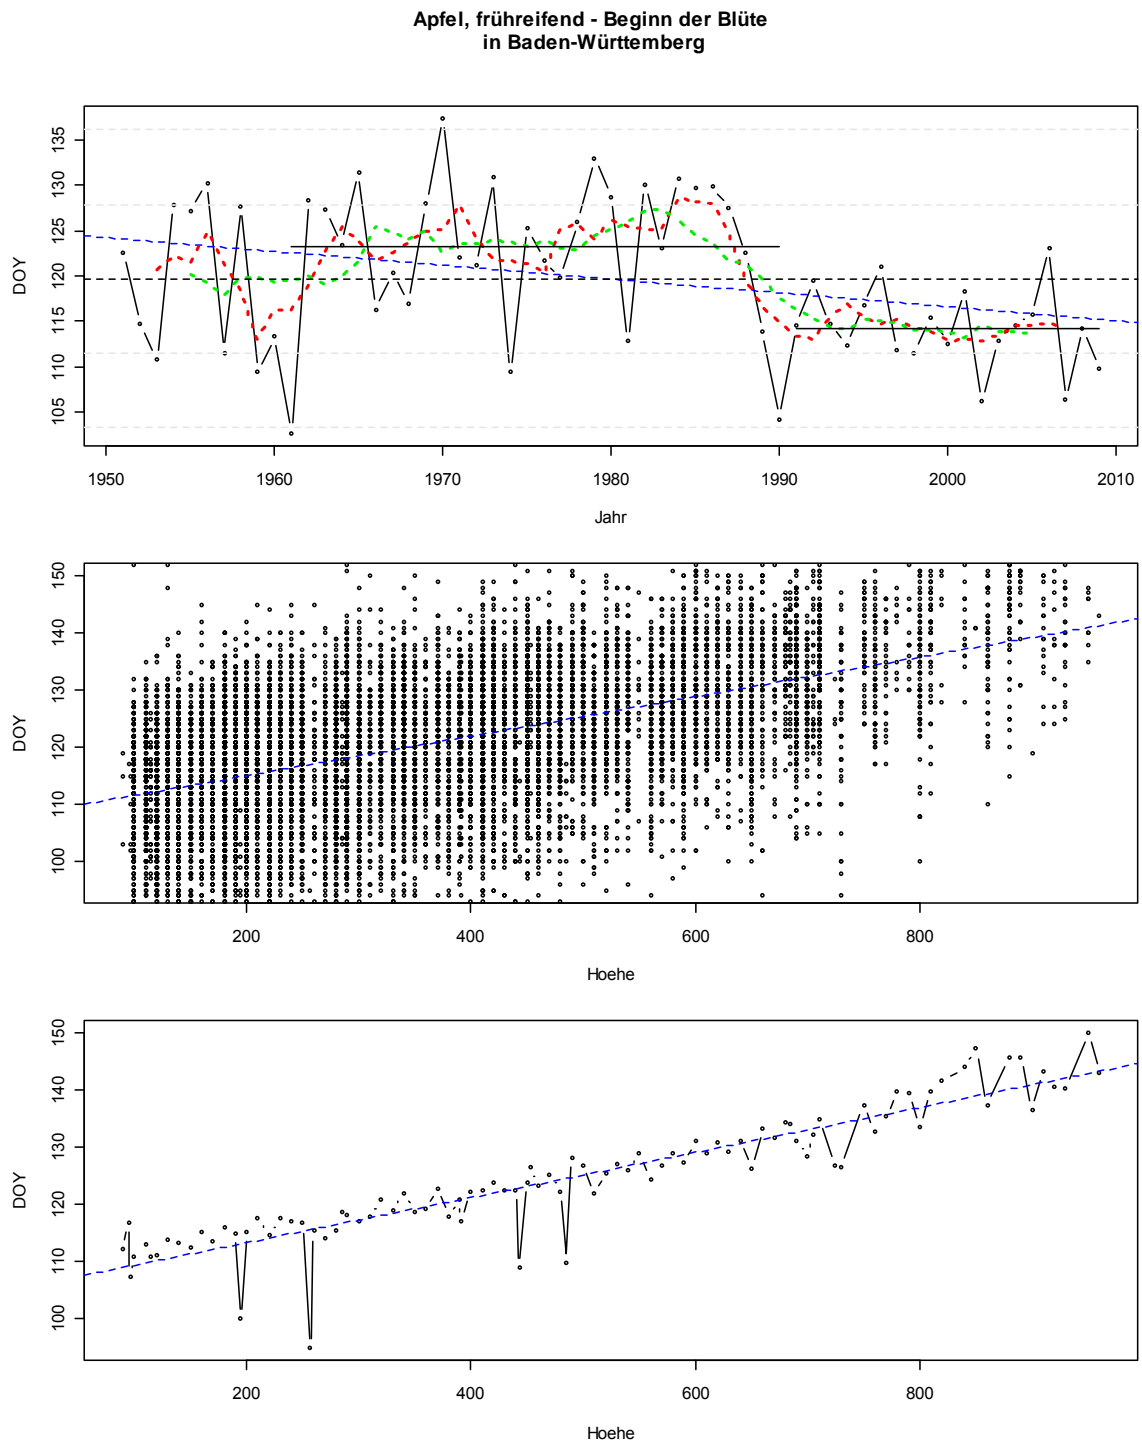 Apfel, frühreifend - Beginn der Blüte
in Baden-Württemberg
DOY
135
130
125
120
115
110
105
1950 1960 1970 1980 1990 2000 2010
Jahr
DOY
150
140
130
120
110
100
200 400 600 800
Hoehe
DOY
150
140
130
120
110
100
200 400 600 800
Hoehe